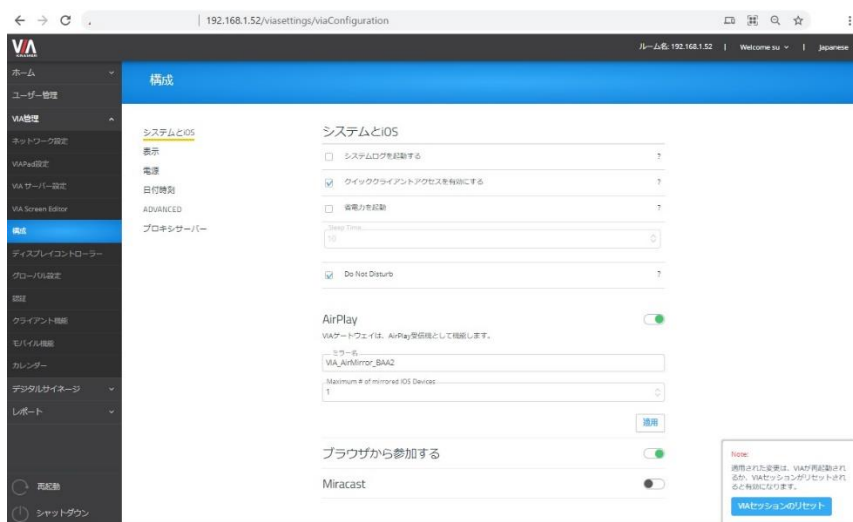 192.168.1.52/viasettings/viaConfiguration
VIA
ルーム名: 192.168.1.52 | Welcome su | Japanese
ホーム
ユーザー管理
VIA管理
ネットワーク設定
VIAPad設定
VIA サーバー設定
VIA Screen Editor
構成
ディスプレイコントローラー
グローバル設定
認証
クライアント機能
モバイル機能
カレンダー
デジタルサイネージ
レポート
再起動
シャットダウン
構成
システムとiOS
表示
電源
日付時刻
ADVANCED
プロキシサーバー
システムとiOS
システムログを起動する ?
クイッククライアントアクセスを有効にする ?
省電力を起動 ?
Sleep Time
10
Do Not Disturb ?
AirPlay
VIAゲートウェイは、AirPlay受信機として機能します。
ミラー名
VIA_AirMirror_BAA2
Maximum # of mirrored iOS Devices
1
適用
ブラウザから参加する
Miracast
Note:
適用された変更は、VIAが再起動され
るか、VIAセッションがリセットされ
ると有効になります。
VIAセッションのリセット